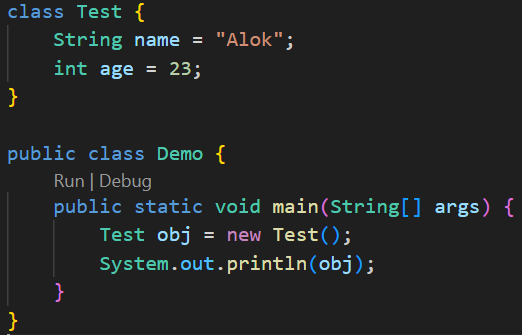 class Test {
    String name = "Alok";
    int age = 23;
}

public class Demo {
    Run | Debug
    public static void main(String[] args) {
        Test obj = new Test();
        System.out.println(obj);
    }
}